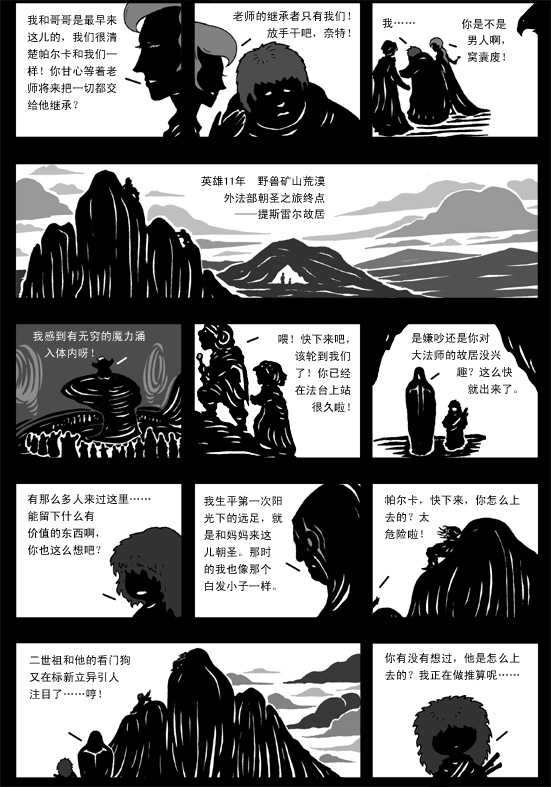 我和哥哥是最早来
这儿的，我们很清
楚帕尔卡和我们一
样！你甘心等着老
师将来把一切都交
给他继承？
老师的继承者只有我们！
放手干吧，奈特！
我……
你是不是
男人啊，
窝囊废！
英雄11年　野兽矿山荒漠
外法部朝圣之旅终点
——提斯雷尔故居
我感到有无穷的魔力涌
入体内呀！
喂！快下来吧，
该轮到我们
了！你已经
在法台上站
很久啦！
是嫌吵还是你对
大法师的故居没兴
趣？这么快
就出来了。
有那么多人来过这里……
能留下什么有
价值的东西啊，
你也这么想吧？
我生平第一次阳
光下的远足，就
是和妈妈来这
儿朝圣。那时
的我也像那个
白发小子一样。
帕尔卡，快下来，你怎么上
去的？太
危险啦！
二世祖和他的看门狗
又在标新立异引人
注目了……哼！
你有没有想过，他是怎么上
去的？我正在做推算呢……